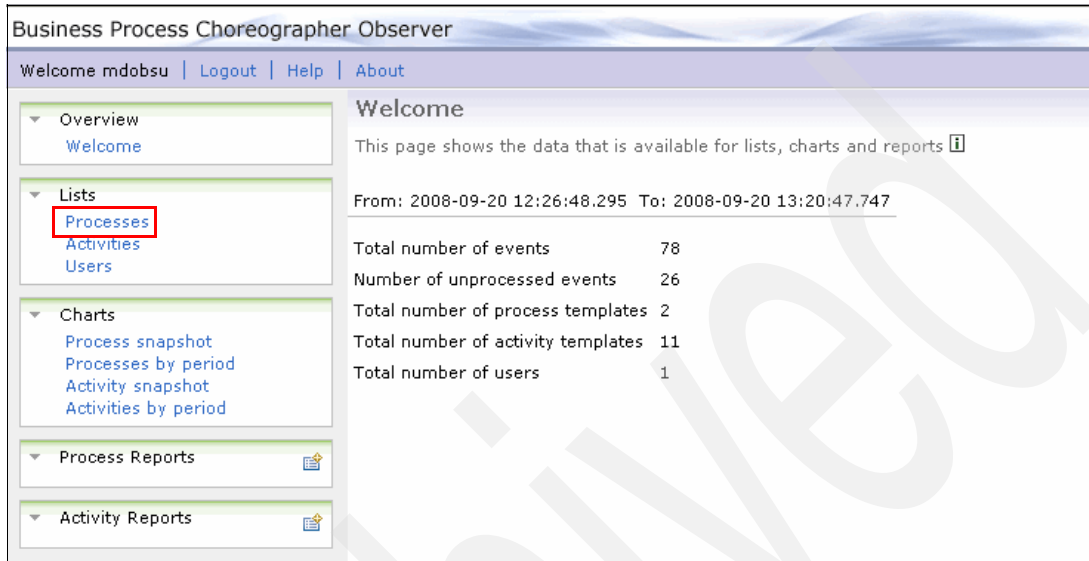 Business Process Choreographer Observer
Welcome mdobsu | Logout | Help | About
Overview
Welcome
Lists
Processes
Activities
Users
Charts
Process snapshot
Processes by period
Activity snapshot
Activities by period
Process Reports
Activity Reports
Welcome
This page shows the data that is available for lists, charts and reports i
From: 2008-09-20 12:26:48.295 To: 2008-09-20 13:20:47.747
Total number of events 78
Number of unprocessed events 26
Total number of process templates 2
Total number of activity templates 11
Total number of users 1
ived